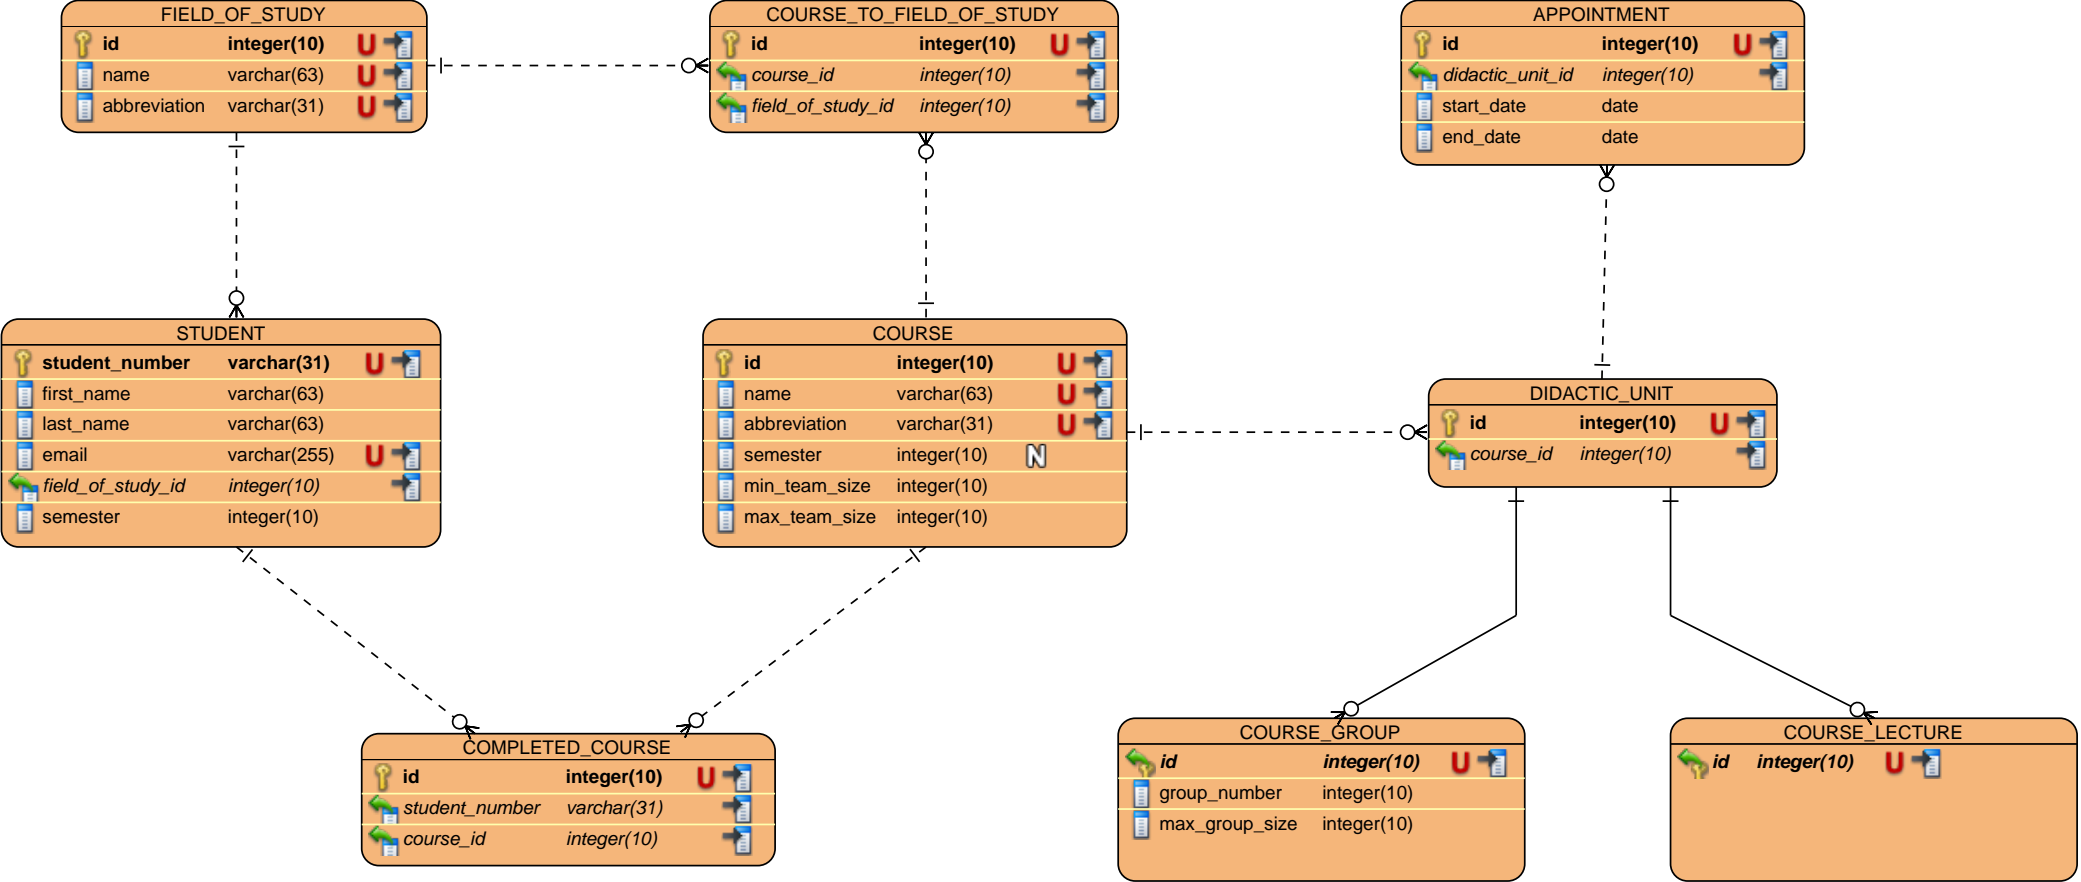 FIELD_OF_STUDY
id integer(10) U
name varchar(63) U
abbreviation varchar(31) U
COURSE_TO_FIELD_OF_STUDY
id integer(10) U
course_id integer(10)
field_of_study_id integer(10)
APPOINTMENT
id integer(10) U
didactic_unit_id integer(10)
start_date date
end_date date
STUDENT
student_number varchar(31) U
first_name varchar(63)
last_name varchar(63)
email varchar(255) U
field_of_study_id integer(10)
semester integer(10)
COURSE
id integer(10) U
name varchar(63) U
abbreviation varchar(31) U
semester integer(10) N
min_team_size integer(10)
max_team_size integer(10)
DIDACTIC_UNIT
id integer(10) U
course_id integer(10)
COMPLETED_COURSE
id integer(10) U
student_number varchar(31)
course_id integer(10)
COURSE_GROUP
id integer(10) U
group_number integer(10)
max_group_size integer(10)
COURSE_LECTURE
id integer(10) U